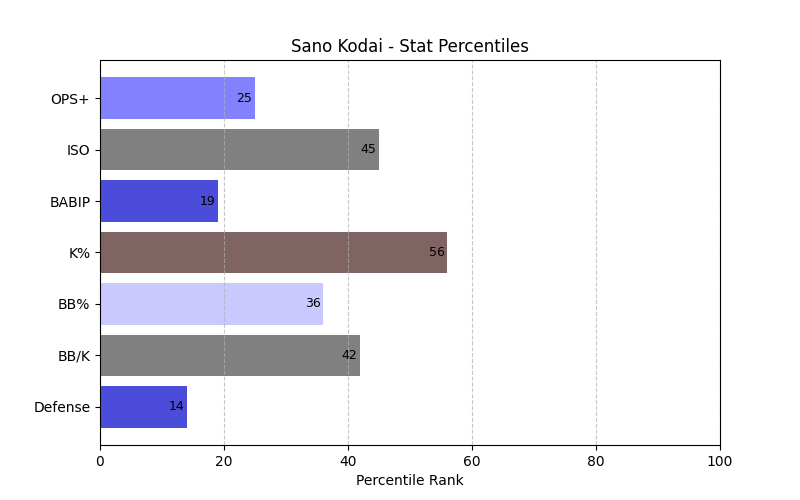 Sano Kodai - Stat Percentiles
OPS+ 25
ISO 45
BABIP 19
K% 56
BB% 36
BB/K 42
Defense 14
0 20 40 60 80 100
Percentile Rank